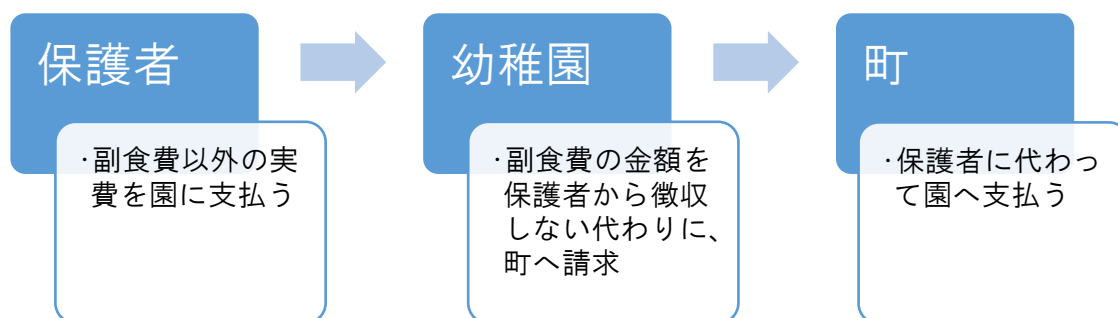 保護者
・副食費以外の実
費を園に支払う
幼稚園
・副食費の金額を
保護者から徴収
しない代わりに、
町へ請求
町
・保護者に代わっ
て園へ支払う